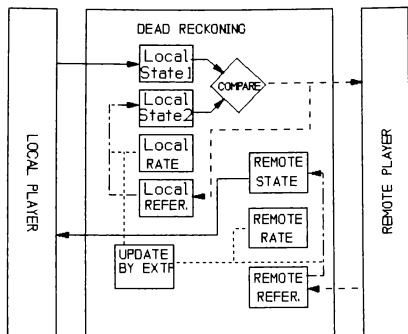 DEAD RECKONING
Local
State1
COMPARE
Local
State2
Local
RATE
Local
REFER.
REMOTE
STATE
REMOTE
RATE
UPDATE
BY EXTF
REMOTE
REFER.
LOCAL PLAYER
REMOTE PLAYER